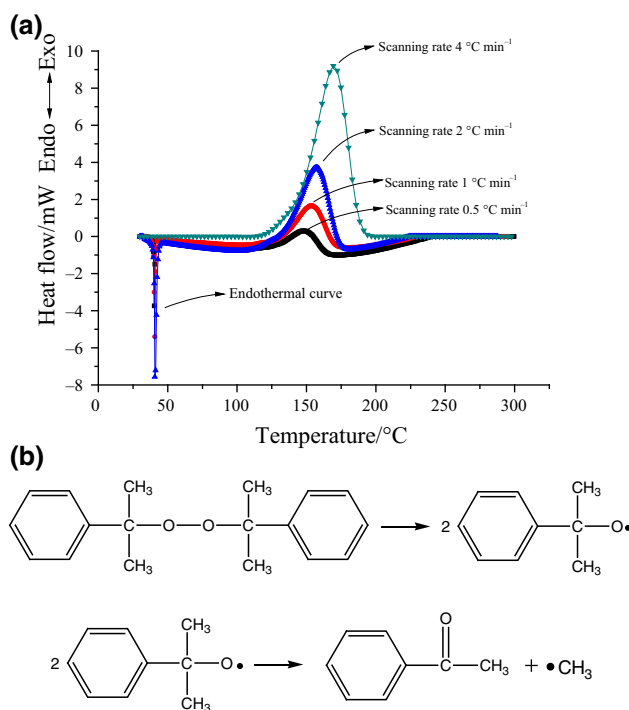 (a)
Heat flow/mW Endo ←→ Exo
10
8
6
4
2
0
–2
–4
–6
–8
Scanning rate 4 °C min⁻¹
Scanning rate 2 °C min⁻¹
Scanning rate 1 °C min⁻¹
Scanning rate 0.5 °C min⁻¹
Endothermal curve
0 50 100 150 200 250 300
Temperature/°C
(b)
CH₃ CH₃ CH₃
C O O C 2 C O•
CH₃ CH₃ CH₃
CH₃ O
2 C O• C CH₃ + •CH₃
CH₃